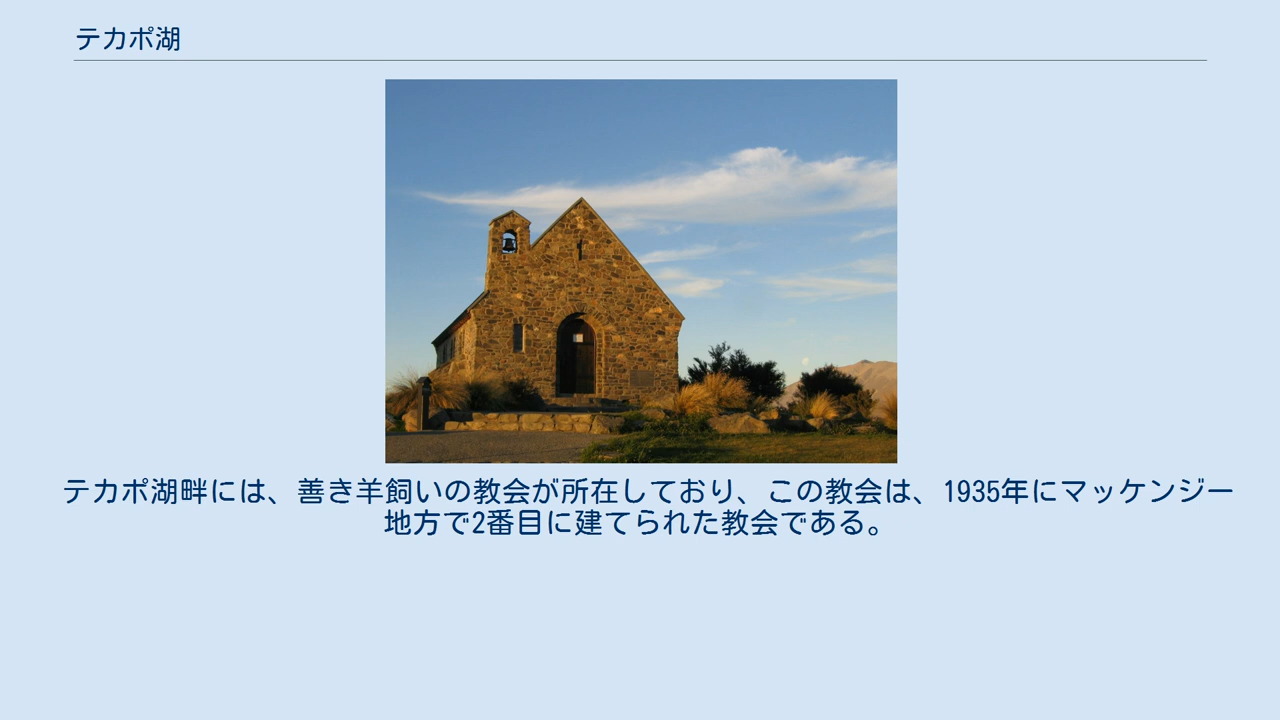 テカポ湖
テカポ湖畔には、善き羊飼いの教会が所在しており、この教会は、1935年にマッケンジー
地方で2番目に建てられた教会である。